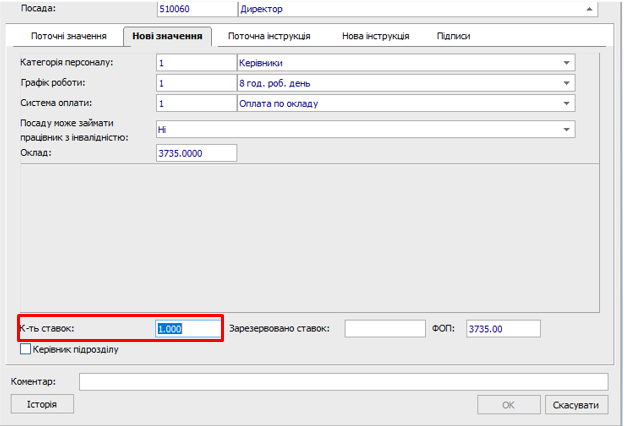 Посада: 510060 Директор
Поточні значення Нові значення Поточна інструкція Нова інструкція Підписи
Категорія персоналу: 1 Керівники
Графік роботи: 1 8 год. роб. день
Система оплати: 1 Оплата по окладу
Посаду може займати
працівник з інвалідністю: Ні
Оклад: 3735.0000
К-ть ставок: 1.000 Зарезервовано ставок: ФОП: 3735.00
Керівник підрозділу
Коментар:
Історія ОК Скасувати